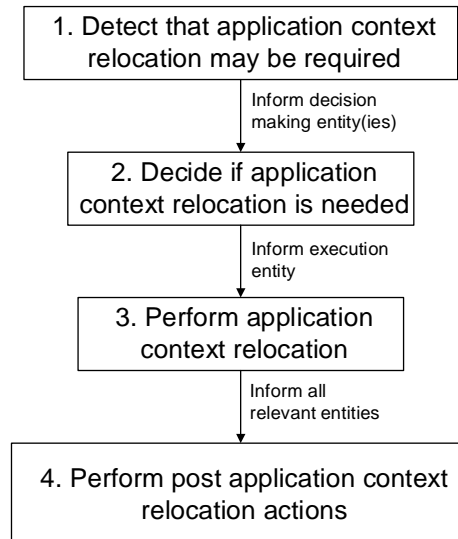 1. Detect that application context
relocation may be required
Inform decision
making entity(ies)
2. Decide if application
context relocation is needed
Inform execution
entity
3. Perform application
context relocation
Inform all
relevant entities
4. Perform post application context
relocation actions